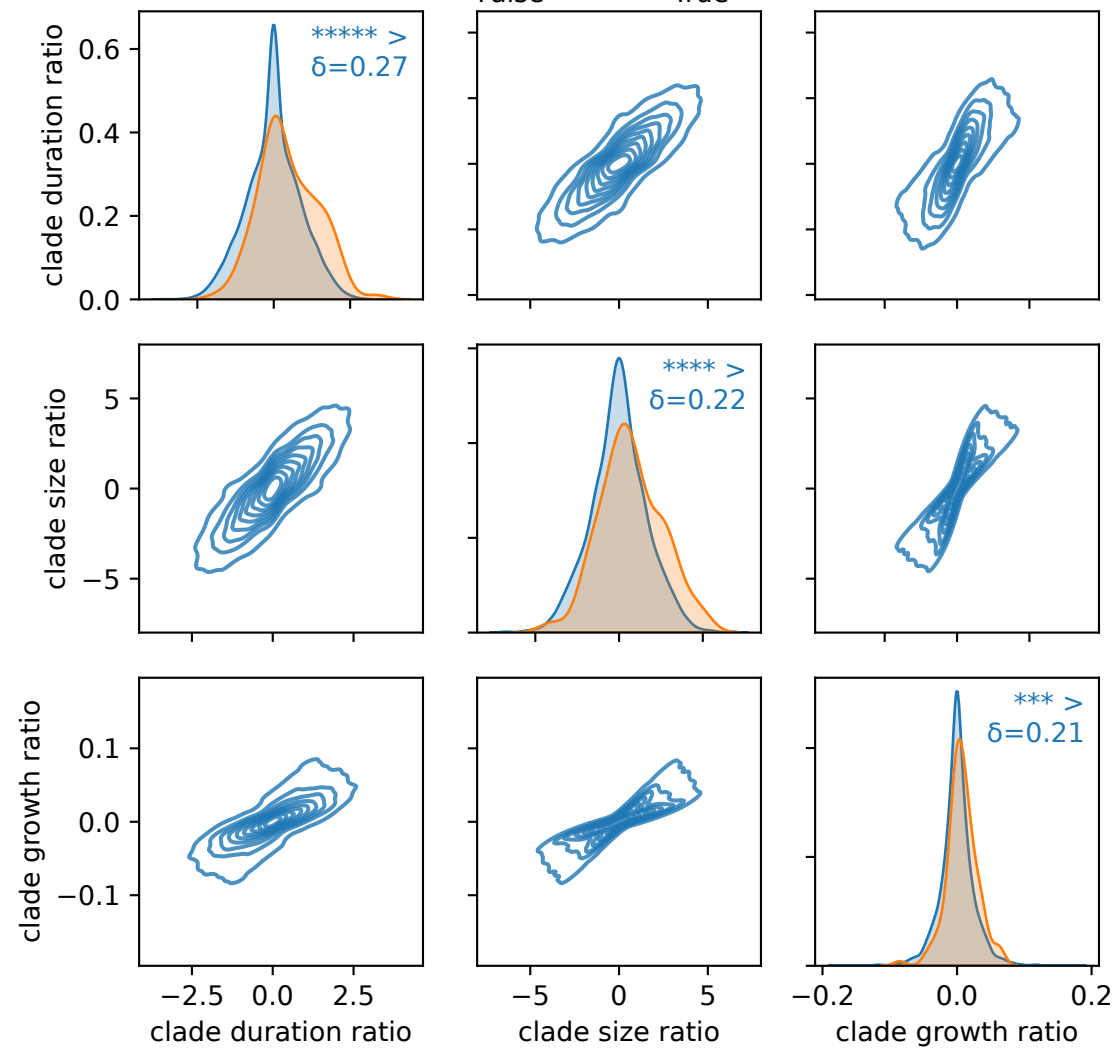 clade duration ratio
0.6
0.4
0.2
0.0
***** >
δ=0.27
clade size ratio
5
0
−5
**** >
δ=0.22
clade growth ratio
0.1
0.0
−0.1
*** >
δ=0.21
−2.5 0.0 2.5
−5 0 5
−0.2 0.0 0.2
clade duration ratio
clade size ratio
clade growth ratio